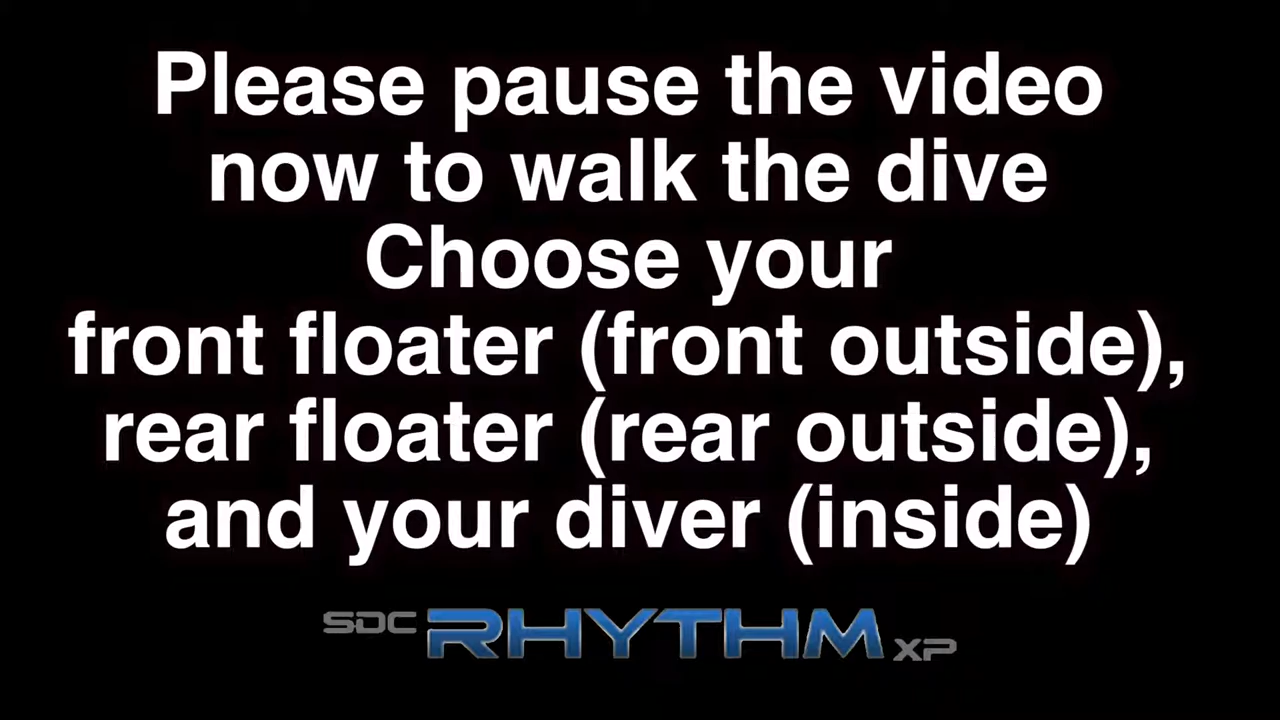 Please pause the video
now to walk the dive
Choose your
front floater (front outside),
rear floater (rear outside),
and your diver (inside)
SDC RHYTHM XP